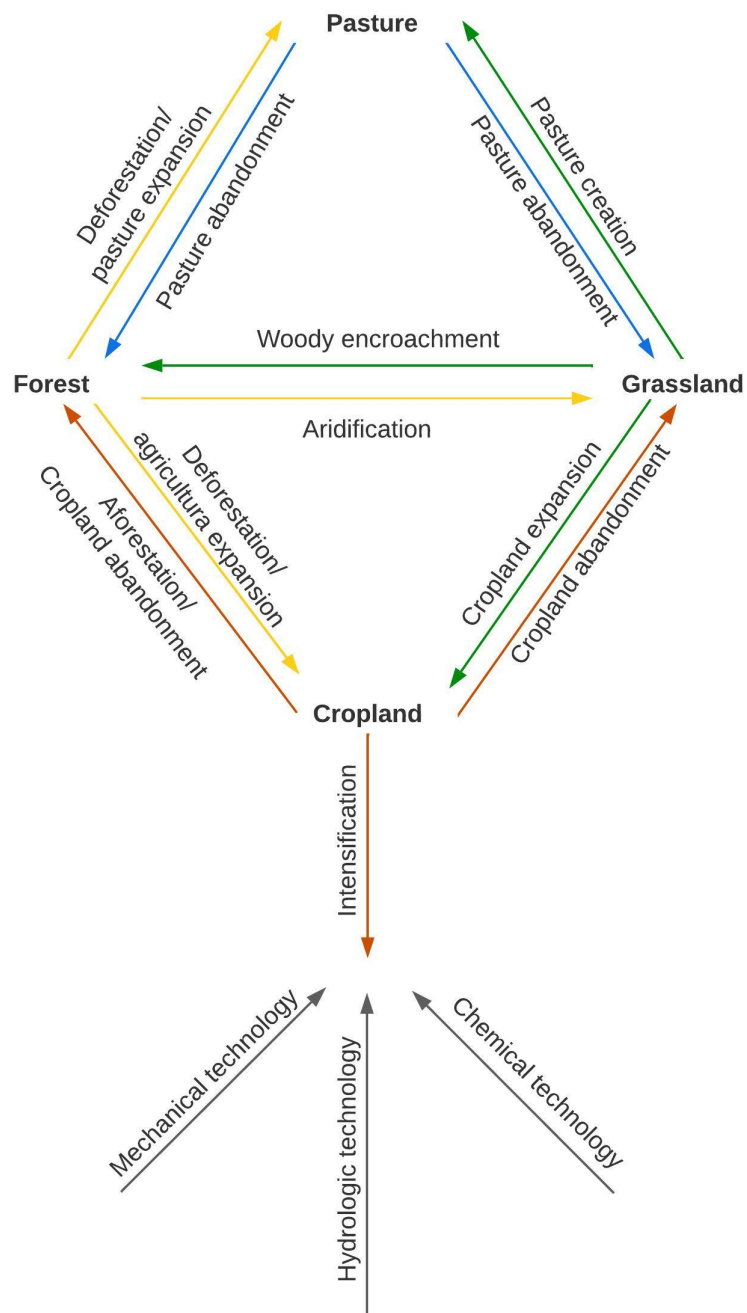 Pasture
Deforestation/
pasture expansion
Pasture abandonment
Pasture creation
Pasture abandonment
Woody encroachment
Forest
Grassland
Aridification
Deforestation/
agricultura expansion
Aforestation/
Cropland abandonment
Cropland expansion
Cropland abandonment
Cropland
Intensification
Mechanical technology
Hydrologic technology
Chemical technology